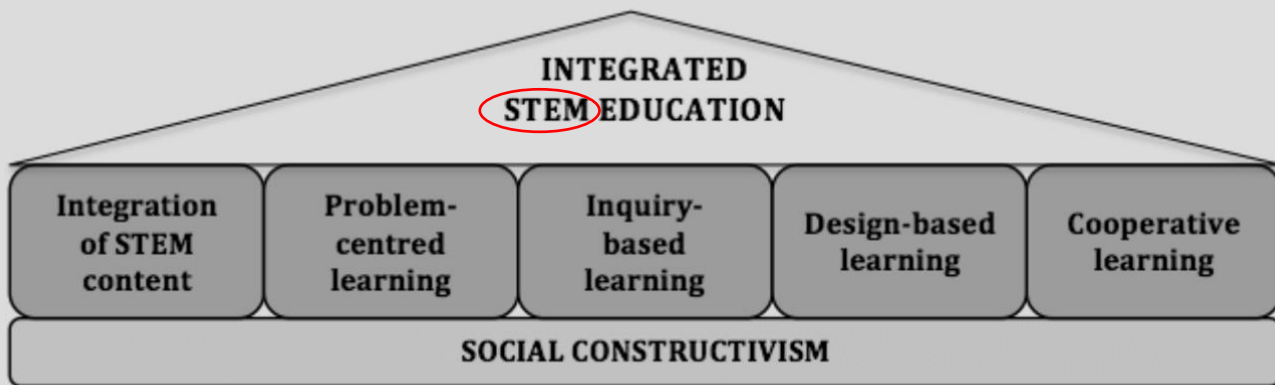 INTEGRATED
STEM EDUCATION
Integration
of STEM
content
Problem-
centred
learning
Inquiry-
based
learning
Design-based
learning
Cooperative
learning
SOCIAL CONSTRUCTIVISM